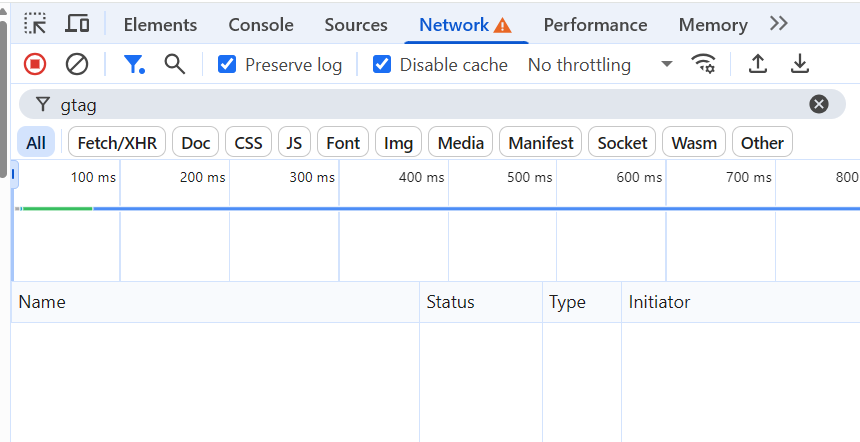 Elements Console Sources Network Performance Memory
Preserve log Disable cache No throttling
gtag
All Fetch/XHR Doc CSS JS Font Img Media Manifest Socket Wasm Other
100 ms 200 ms 300 ms 400 ms 500 ms 600 ms 700 ms 800
Name Status Type Initiator